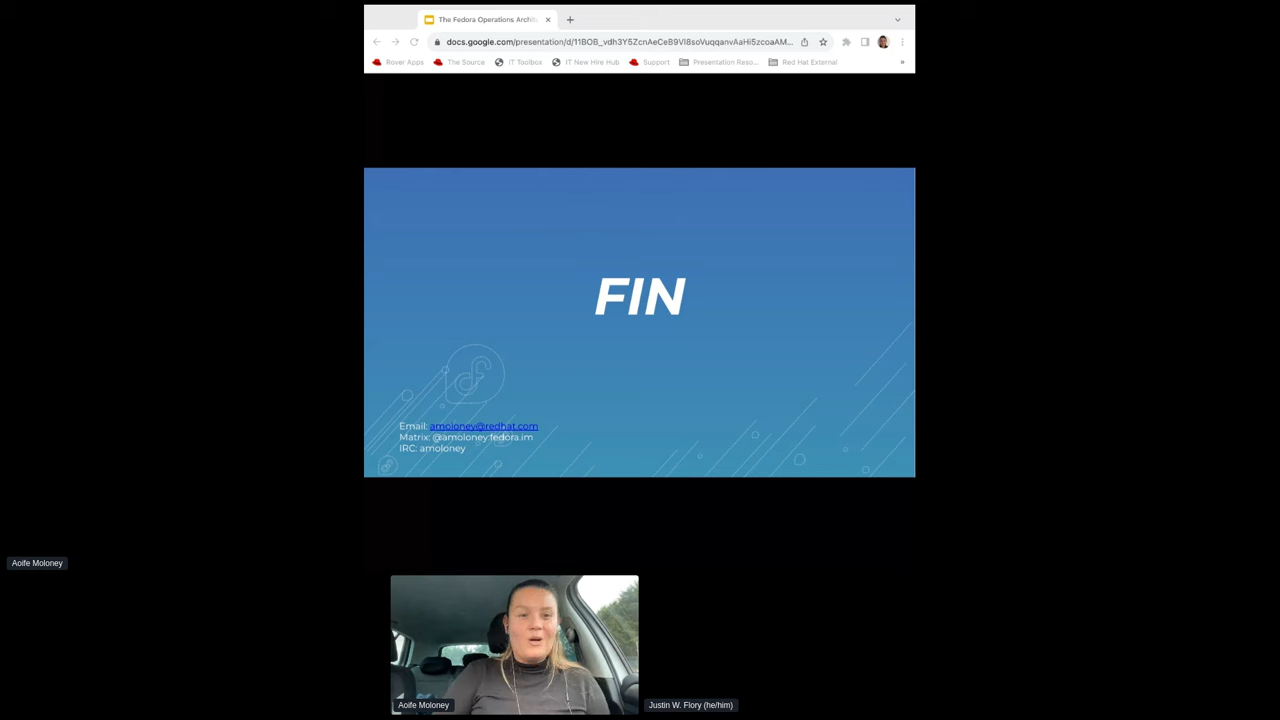 The Fedora Operations Archite
docs.google.com/presentation/d/11BOB_vdh3Y5ZcnAeCeB9Vl8soVuqqanvAaHi5zcoaAM...
Rover Apps
The Source
IT Toolbox
IT New Hire Hub
Support
Presentation Reso...
Red Hat External
»
FIN
Email: amoloney@redhat.com
Matrix: @amoloney:fedora.im
IRC: amoloney
Aoife Moloney
Aoife Moloney
Justin W. Flory (he/him)